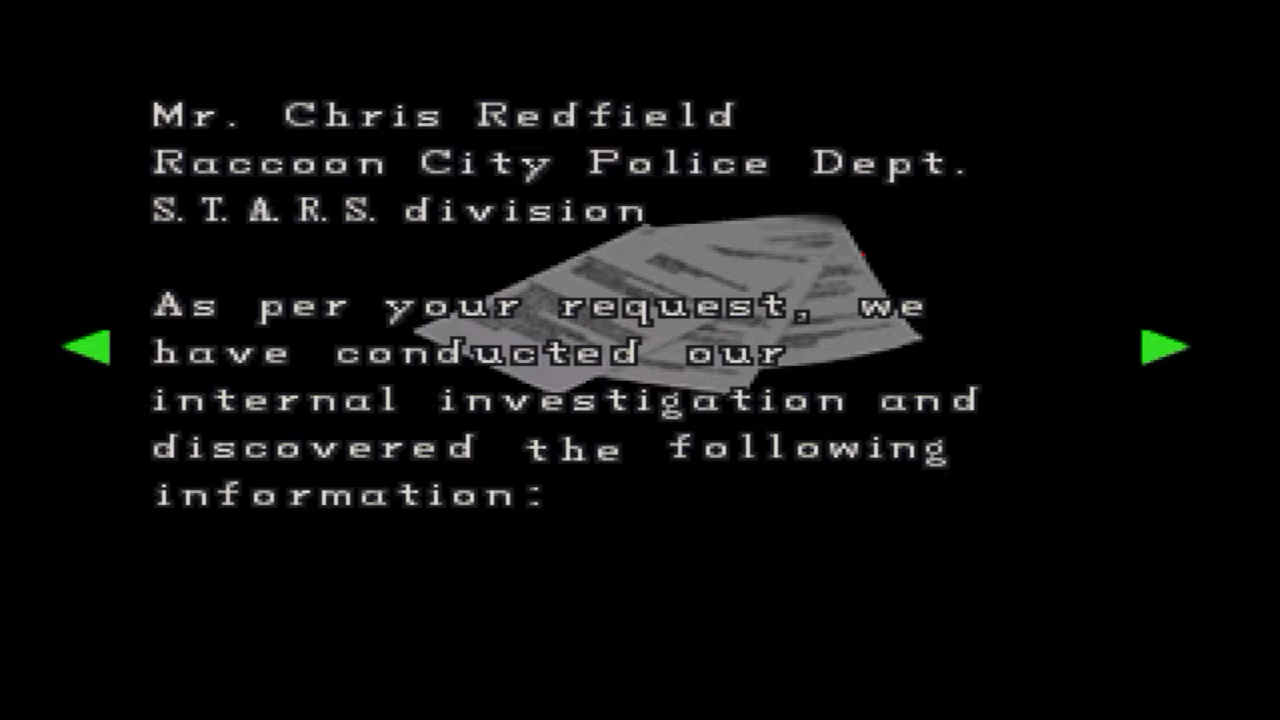 Mr. Chris Redfield
Raccoon City Police Dept.
S.T.A.R.S. division
As per your request, we
have conducted our
internal investigation and
discovered the following
information: